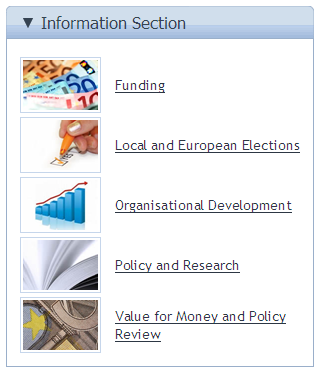 ▼ Information Section
Funding
Local and European Elections
Organisational Development
Policy and Research
Value for Money and Policy
Review